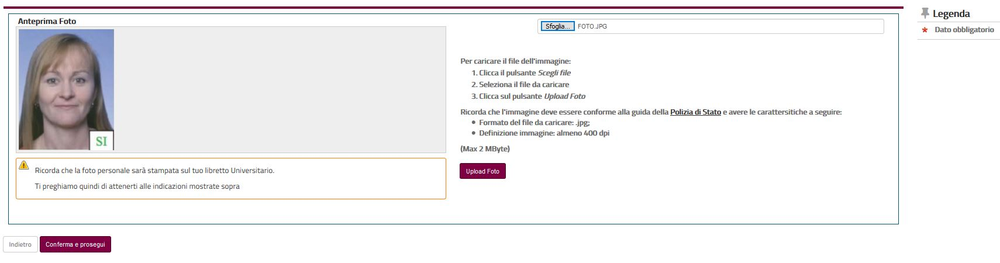 Anteprima Foto
SI
Ricorda che la foto personale sarà stampata sul tuo libretto Universitario.
Ti preghiamo quindi di attenerti alle indicazioni mostrate sopra
Sfoglia... FOTO.JPG
Per caricare il file dell'immagine:
1. Clicca il pulsante Scegli file
2. Seleziona il file da caricare
3. Clicca sul pulsante Upload Foto
Ricorda che l'immagine deve essere conforme alla guida della Polizia di Stato e avere le carattersitiche a seguire:
• Formato del file da caricare: .jpg;
• Definizione immagine: almeno 400 dpi
(Max 2 MByte)
Upload Foto
Indietro Conferma e prosegui
Legenda
* Dato obbligatorio